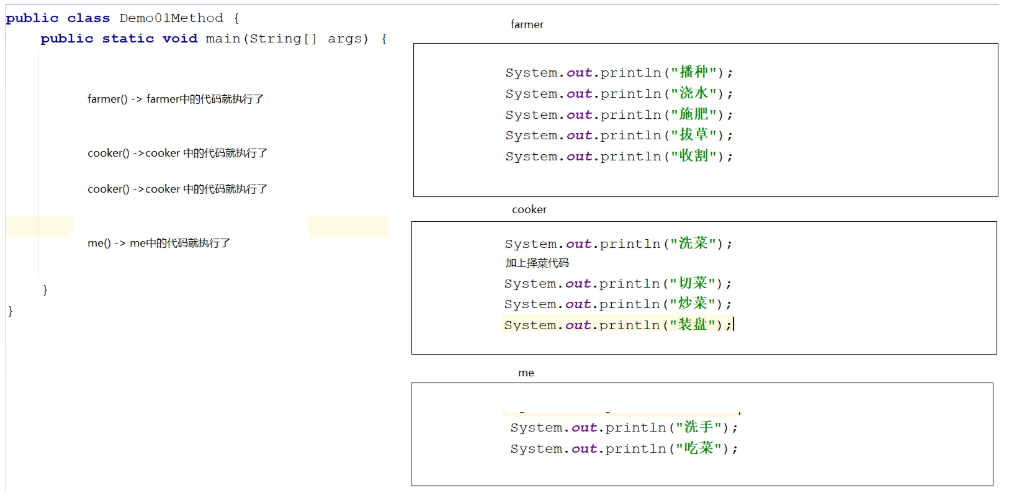 public class Demo01Method {
public static void main(String[] args) {
farmer() -> farmer中的代码就执行了
cooker() ->cooker 中的代码就执行了
cooker() ->cooker 中的代码就执行了
me() -> me中的代码就执行了
}
}
farmer
System.out.println("播种");
System.out.println("浇水");
System.out.println("施肥");
System.out.println("拔草");
System.out.println("收割");
cooker
System.out.println("洗菜");
加上择菜代码
System.out.println("切菜");
System.out.println("炒菜");
System.out.println("装盘");
me
System.out.println("洗手");
System.out.println("吃菜");